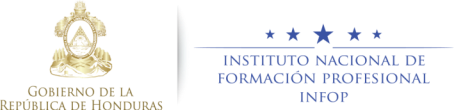 GOBIERNO DE LA
REPÚBLICA DE HONDURAS
INSTITUTO NACIONAL DE
FORMACIÓN PROFESIONAL
INFOP